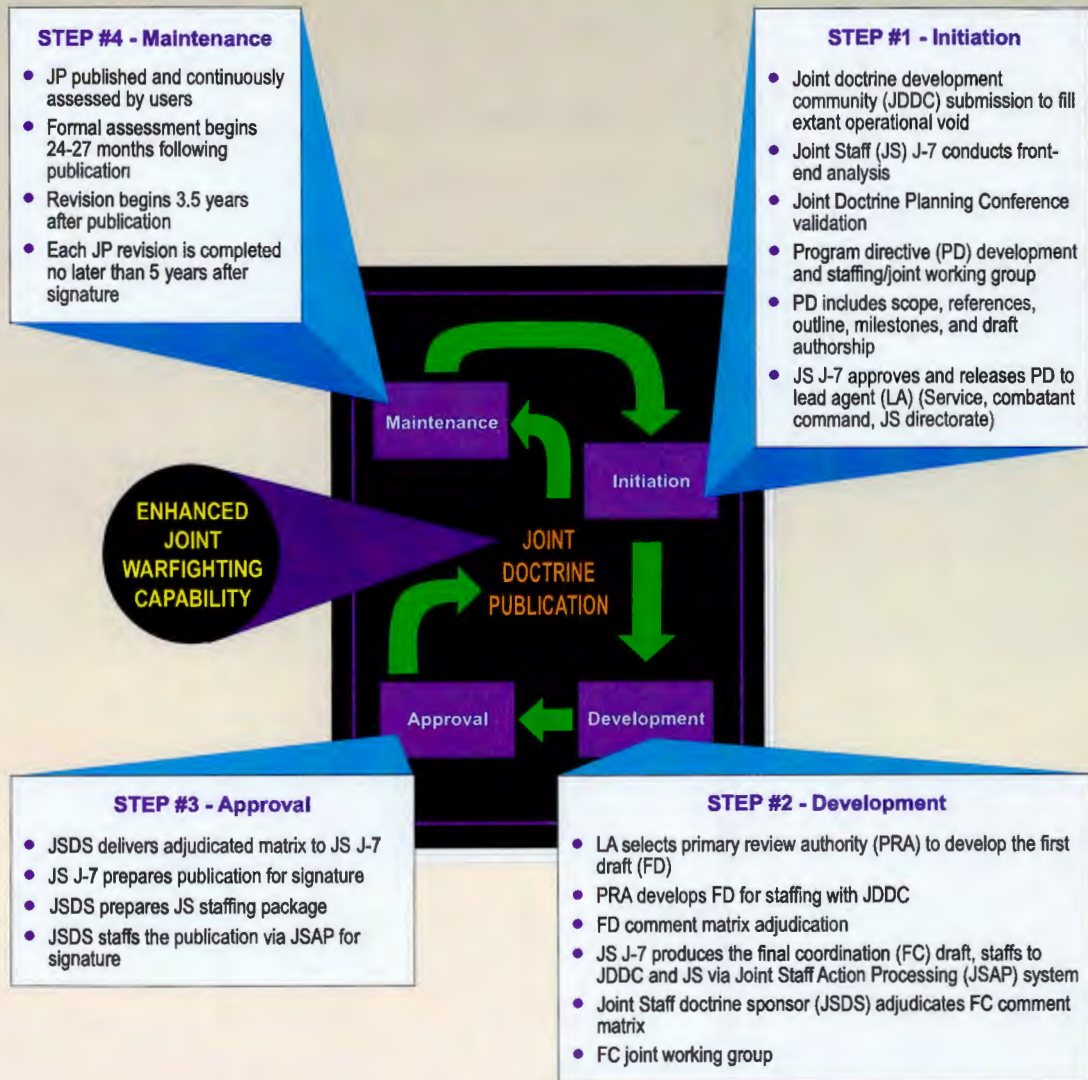 STEP #4 - Maintenance
• JP published and continuously
assessed by users
• Formal assessment begins
24-27 months following
publication
• Revision begins 3.5 years
after publication
• Each JP revision is completed
no later than 5 years after
signature
STEP #1 - Initiation
• Joint doctrine development
community (JDDC) submission to fill
extant operational void
• Joint Staff (JS) J-7 conducts front-
end analysis
• Joint Doctrine Planning Conference
validation
• Program directive (PD) development
and staffing/joint working group
• PD includes scope, references,
outline, milestones, and draft
authorship
• JS J-7 approves and releases PD to
lead agent (LA) (Service, combatant
command, JS directorate)
Maintenance
Initiation
ENHANCED
JOINT
WARFIGHTING
CAPABILITY
JOINT
DOCTRINE
PUBLICATION
Approval
Development
STEP #3 - Approval
• JSDS delivers adjudicated matrix to JS J-7
• JS J-7 prepares publication for signature
• JSDS prepares JS staffing package
• JSDS staffs the publication via JSAP for
signature
STEP #2 - Development
• LA selects primary review authority (PRA) to develop the first
draft (FD)
• PRA develops FD for staffing with JDDC
• FD comment matrix adjudication
• JS J-7 produces the final coordination (FC) draft, staffs to
JDDC and JS via Joint Staff Action Processing (JSAP) system
• Joint Staff doctrine sponsor (JSDS) adjudicates FC comment
matrix
• FC joint working group